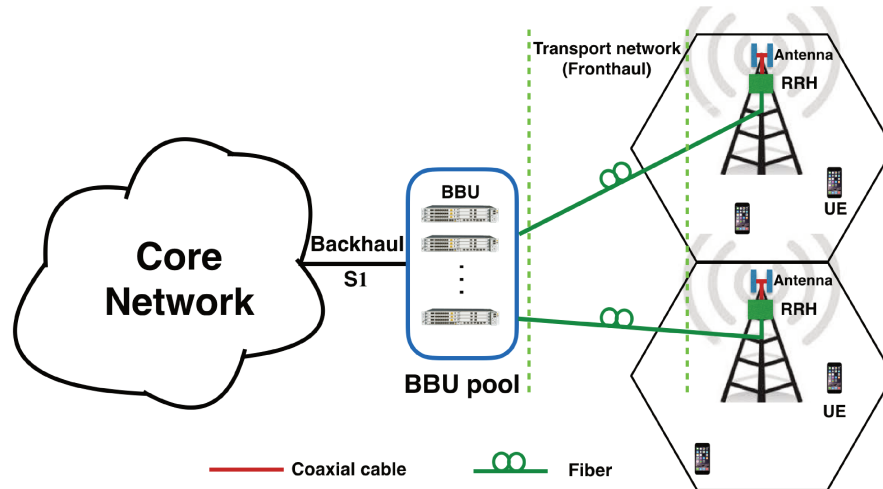 Transport network
(Fronthaul)
Antenna
RRH
UE
BBU
Core
Network
Backhaul
S1
BBU pool
Antenna
RRH
UE
Coaxial cable
Fiber